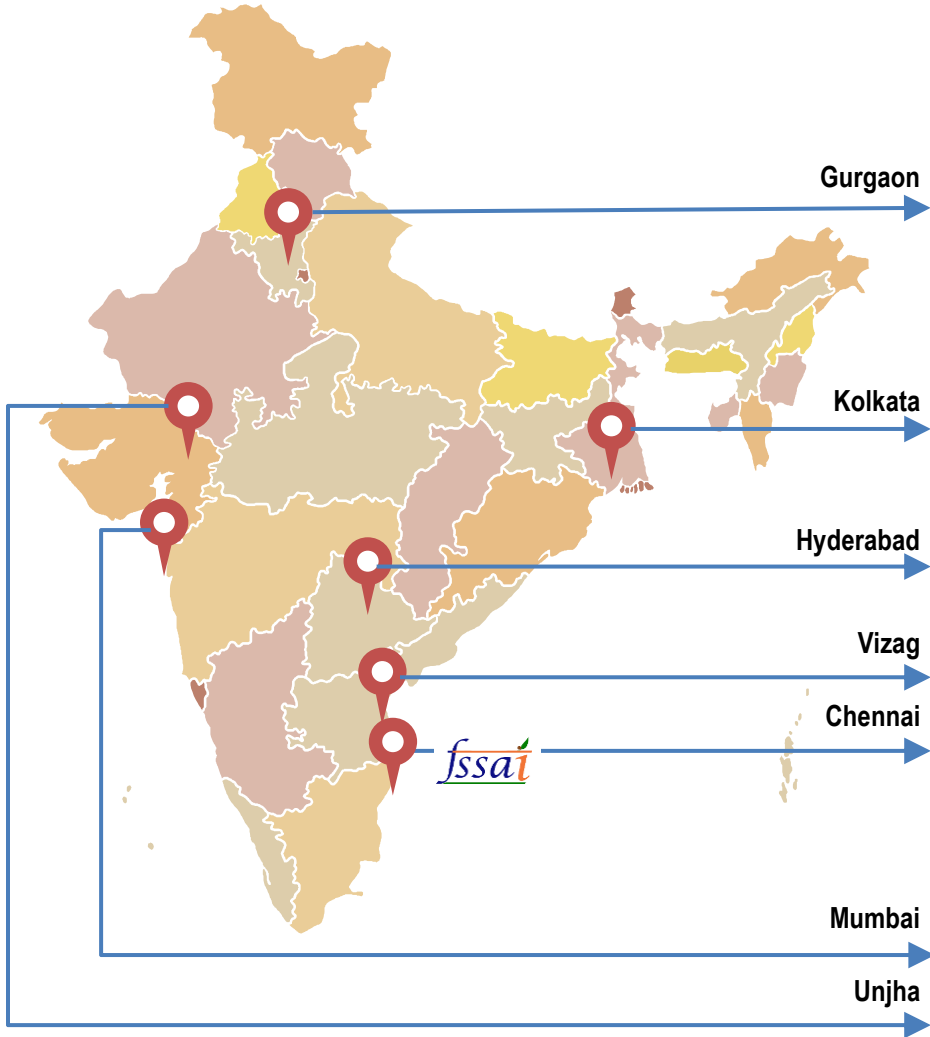 Gurgaon
Kolkata
Hyderabad
Vizag
Chennai
fssai
Mumbai
Unjha